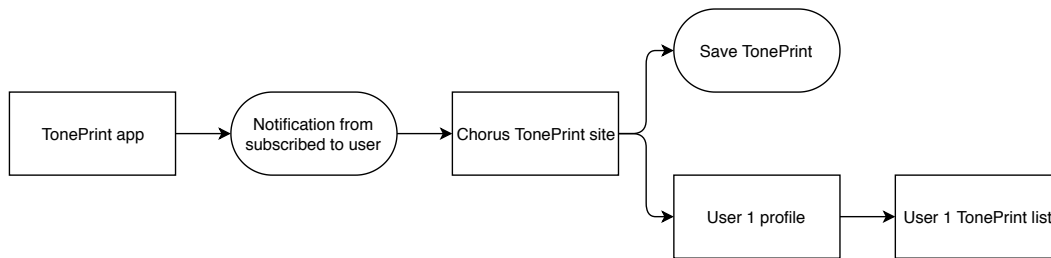 Save TonePrint
TonePrint app
Notification from
subscribed to user
Chorus TonePrint site
User 1 profile
User 1 TonePrint list